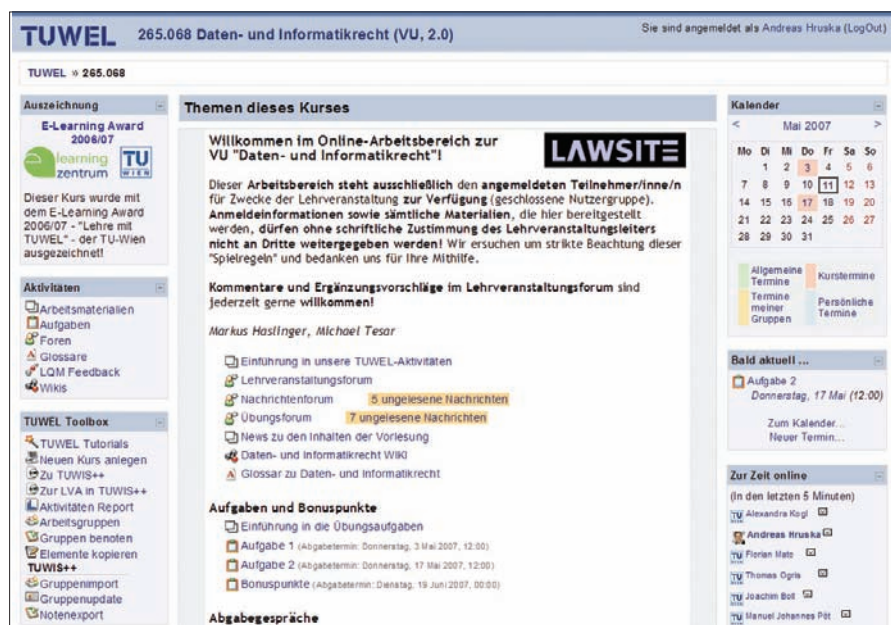 TUWEL 265.068 Daten- und Informatikrecht (VU, 2.0)
Sie sind angemeldet als Andreas Hruska (LogOut)
TUWEL » 265.068
Auszeichnung
E-Learning Award
2006/07
e learning
zentrum
TU
WIEN
Dieser Kurs wurde mit
dem E-Learning Award
2006/07 - "Lehre mit
TUWEL" - der TU-Wien
ausgezeichnet!
Aktivitäten
Arbeitsmaterialien
Aufgaben
Foren
Glossare
LQM Feedback
Wikis
TUWEL Toolbox
TUWEL Tutorials
Neuen Kurs anlegen
Zu TUWIS++
Zur LVA in TUWIS++
Aktivitäten Report
Arbeitsgruppen
Gruppen benoten
Elemente kopieren
TUWIS++
Gruppenimport
Gruppenupdate
Notenexport
Themen dieses Kurses
Willkommen im Online-Arbeitsbereich zur
VU "Daten- und Informatikrecht"!
LAWSITE
Dieser Arbeitsbereich steht ausschließlich den angemeldeten Teilnehmer/inne/n
für Zwecke der Lehrveranstaltung zur Verfügung (geschlossene Nutzergruppe).
Anmeldeinformationen sowie sämtliche Materialien, die hier bereitgestellt
werden, dürfen ohne schriftliche Zustimmung des Lehrveranstaltungsleiters
nicht an Dritte weitergegeben werden! Wir ersuchen um strikte Beachtung dieser
"Spielregeln" und bedanken uns für Ihre Mithilfe.
Kommentare und Ergänzungsvorschläge im Lehrveranstaltungsforum sind
jederzeit gerne willkommen!
Markus Haslinger, Michael Tesar
Einführung in unsere TUWEL-Aktivitäten
Lehrveranstaltungsforum
Nachrichtenforum 5 ungelesene Nachrichten
Übungsforum 7 ungelesene Nachrichten
News zu den Inhalten der Vorlesung
Daten- und Informatikrecht WIKI
Glossar zu Daten- und Informatikrecht
Aufgaben und Bonuspunkte
Einführung in die Übungsaufgaben
Aufgabe 1 (Abgabetermin: Donnerstag, 3 Mai 2007, 12:00)
Aufgabe 2 (Abgabetermin: Donnerstag, 17 Mai 2007, 12:00)
Bonuspunkte (Abgabetermin: Dienstag, 19 Juni 2007, 00:00)
Abgabegespräche
Kalender
< Mai 2007 >
Mo Di Mi Do Fr Sa So
1 2 3 4 5 6
7 8 9 10 11 12 13
14 15 16 17 18 19 20
21 22 23 24 25 26 27
28 29 30 31
Allgemeine
Termine
Kurstermine
Termine
meiner
Gruppen
Persönliche
Termine
Bald aktuell ...
Aufgabe 2
Donnerstag, 17 Mai (12:00)
Zum Kalender...
Neuer Termin...
Zur Zeit online
(In den letzten 5 Minuten)
Alexandra Kogl
Andreas Hruska
Florian
Thomas Ogris
Joachim
Manuel Johannes